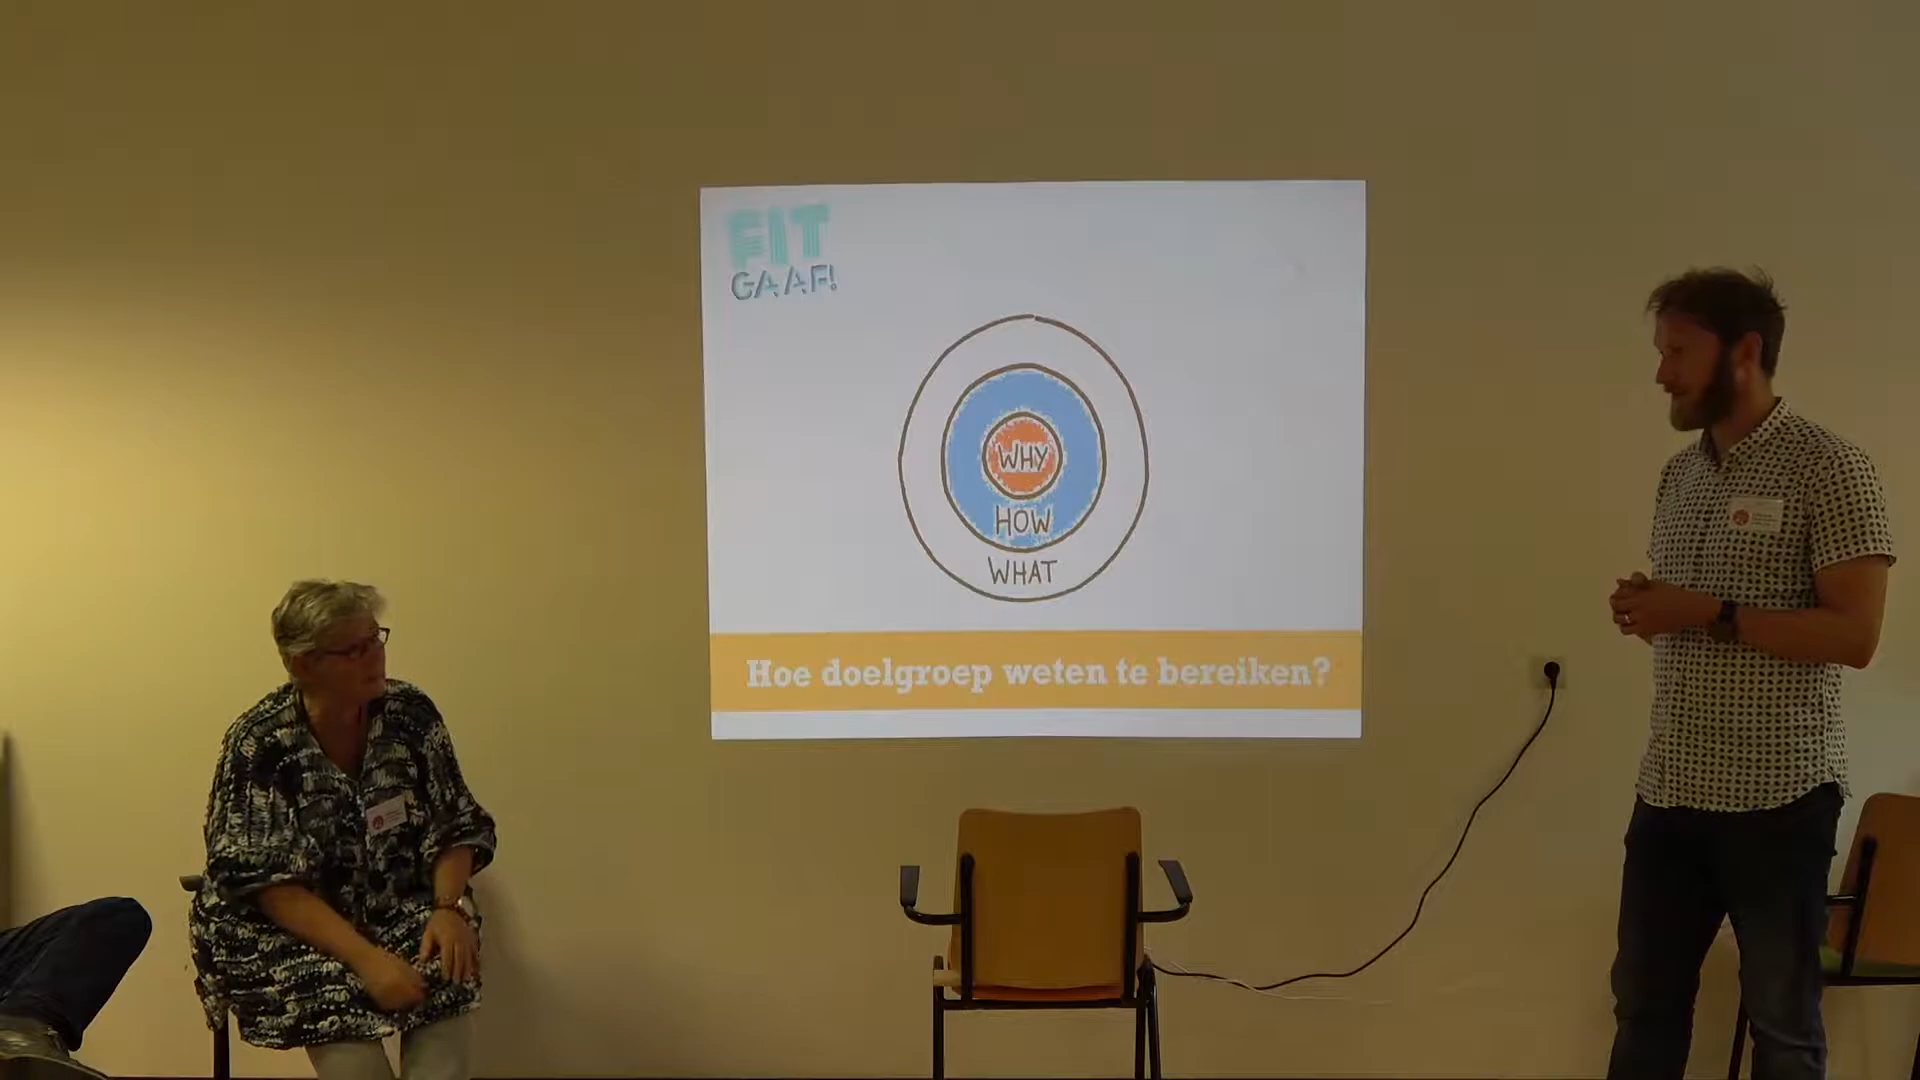 FIT
GAAF!
WHY
HOW
WHAT
Hoe doelgroep weten te bereiken?